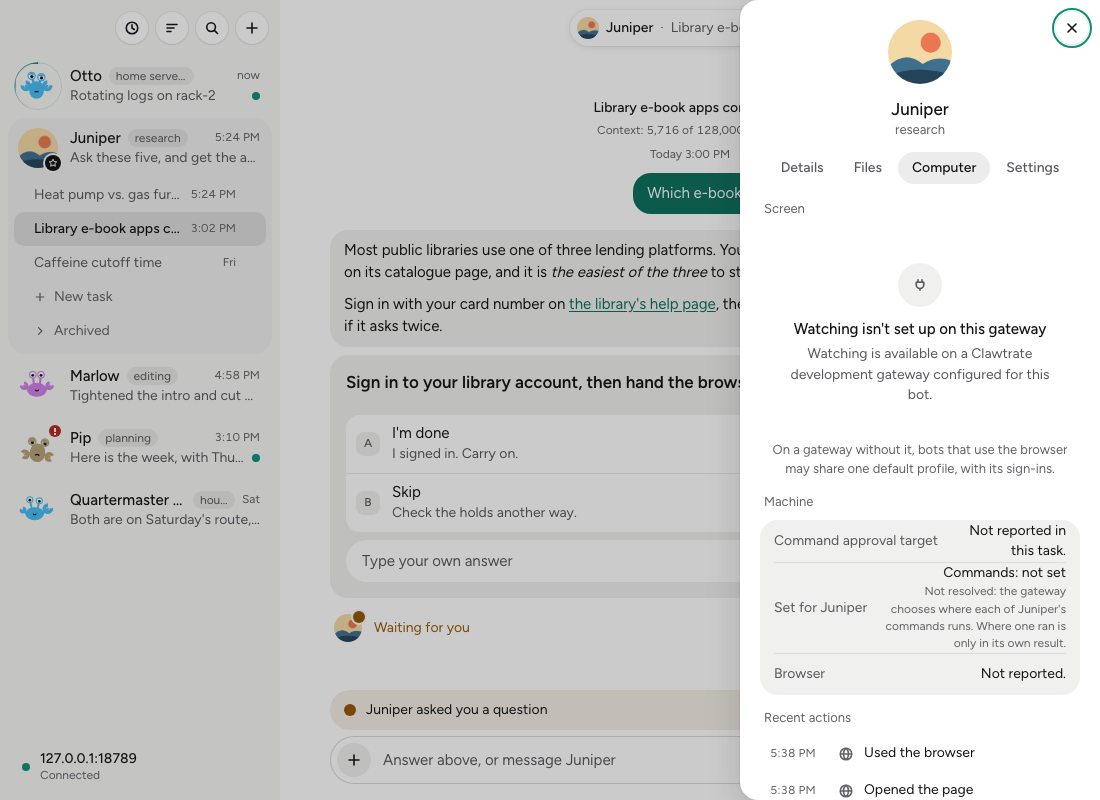 Otto home serve... now
Rotating logs on rack-2
Juniper research 5:24 PM
Ask these five, and get the a...
Heat pump vs. gas fur... 5:24 PM
Library e-book apps c... 3:02 PM
Caffeine cutoff time Fri
+ New task
> Archived
Marlow editing 4:58 PM
Tightened the intro and cut ...
Pip planning 3:10 PM
Here is the week, with Thu...
Quartermaster ... hou... Sat
Both are on Saturday's route,...
127.0.0.1:18789
Connected
Juniper · Library e-b
Library e-book apps co
Context: 5,716 of 128,000
Today 3:00 PM
Which e-book
Most public libraries use one of three lending platforms. You
on its catalogue page, and it is the easiest of the three to st
Sign in with your card number on the library's help page, the
if it asks twice.
Sign in to your library account, then hand the brows
A I'm done
I signed in. Carry on.
B Skip
Check the holds another way.
Type your own answer
Waiting for you
Juniper asked you a question
Answer above, or message Juniper
Juniper
research
Details Files Computer Settings
Screen
Watching isn't set up on this gateway
Watching is available on a Clawtrate
development gateway configured for this
bot.
On a gateway without it, bots that use the browser
may share one default profile, with its sign-ins.
Machine
Command approval target Not reported in
this task.
Set for Juniper Commands: not set
Not resolved: the gateway
chooses where each of Juniper's
commands runs. Where one ran is
only in its own result.
Browser Not reported.
Recent actions
5:38 PM Used the browser
5:38 PM Opened the page